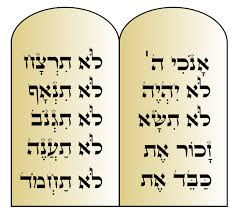 אָנֹכִי ה'
לֹא יִהְיֶה
לֹא תִשָּׂא
זָכוֹר אֶת
כַּבֵּד אֶת
לֹא תִרְצָח
לֹא תִנְאָף
לֹא תִגְנֹב
לֹא תַעֲנֶה
לֹא תַחְמֹד